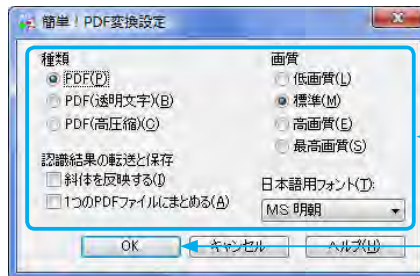 簡単！PDF変換設定
種類
PDF(P)
PDF(透明文字)(B)
PDF(高圧縮)(C)
認識結果の転送と保存
斜体を反映する(I)
1つのPDFファイルにまとめる(A)
画質
低画質(L)
標準(M)
高画質(E)
最高画質(S)
日本語用フォント(T):
MS 明朝
OK
キャンセル
ヘルプ(H)